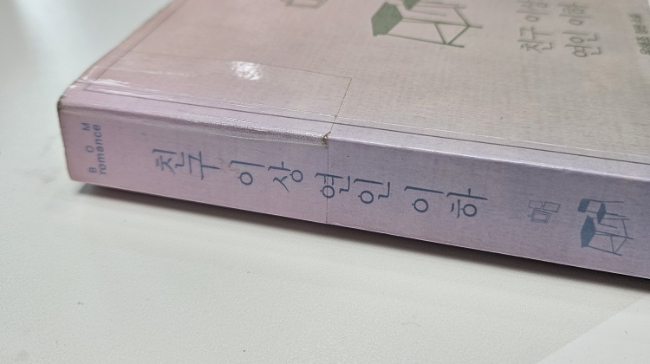 B O M
romance
친구 이상 연인 이하
친구 이상
연인 이하